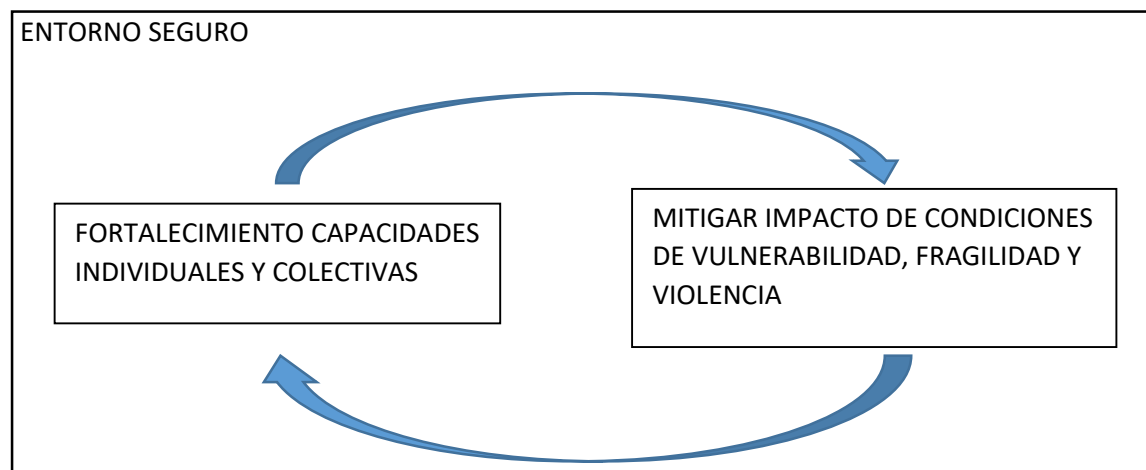 ENTORNO SEGURO
FORTALECIMIENTO CAPACIDADES
INDIVIDUALES Y COLECTIVAS
MITIGAR IMPACTO DE CONDICIONES
DE VULNERABILIDAD, FRAGILIDAD Y
VIOLENCIA